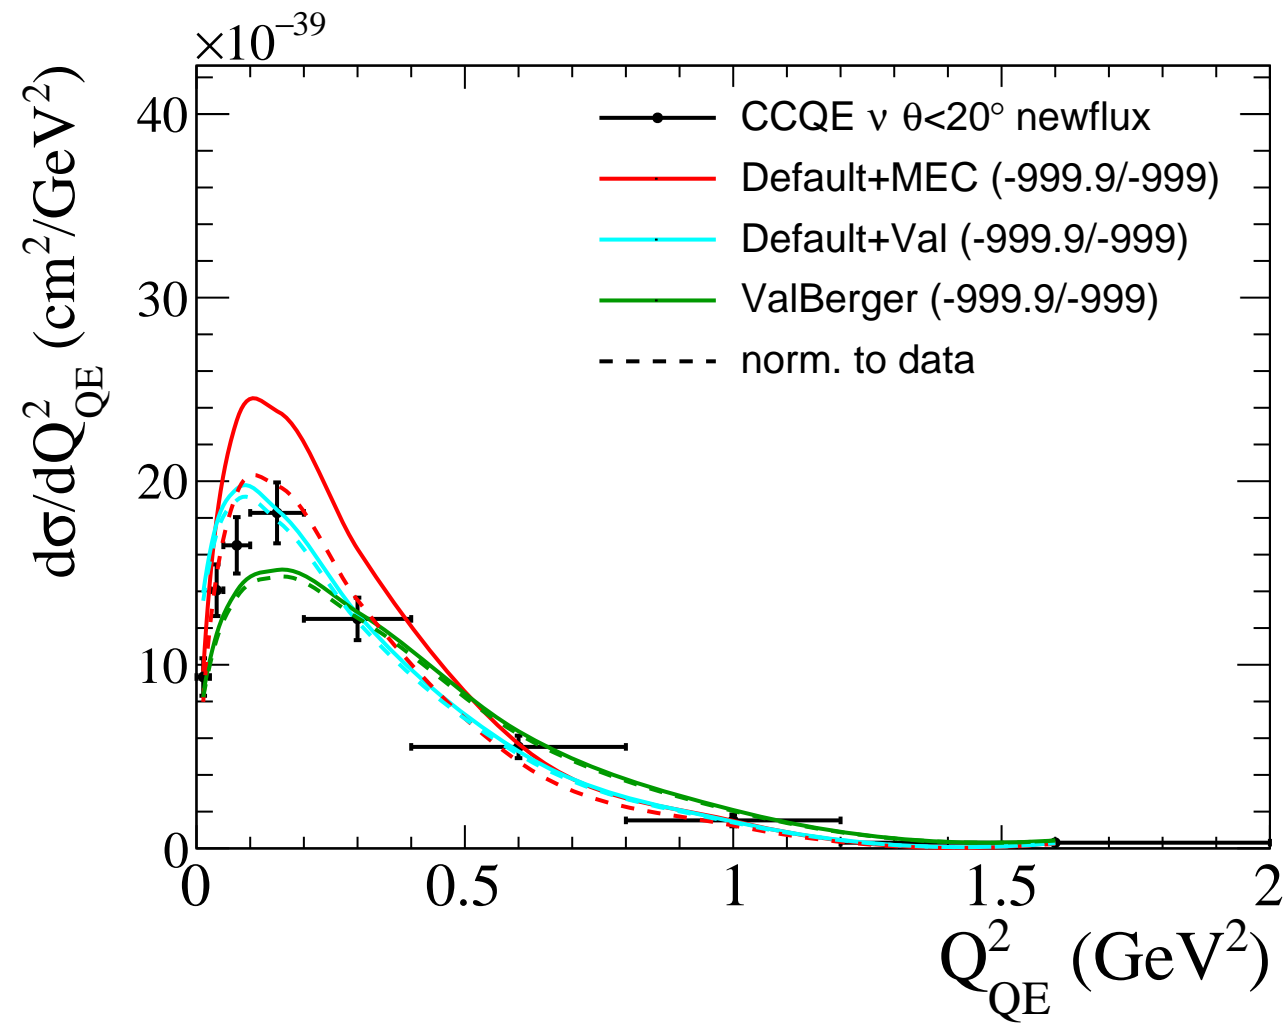 ×10⁻³⁹
dσ/dQ²_QE (cm²/GeV²)
40
30
20
10
0
CCQE ν θ<20° newflux
Default+MEC (-999.9/-999)
Default+Val (-999.9/-999)
ValBerger (-999.9/-999)
norm. to data
0 0.5 1 1.5 2
Q²_QE (GeV²)